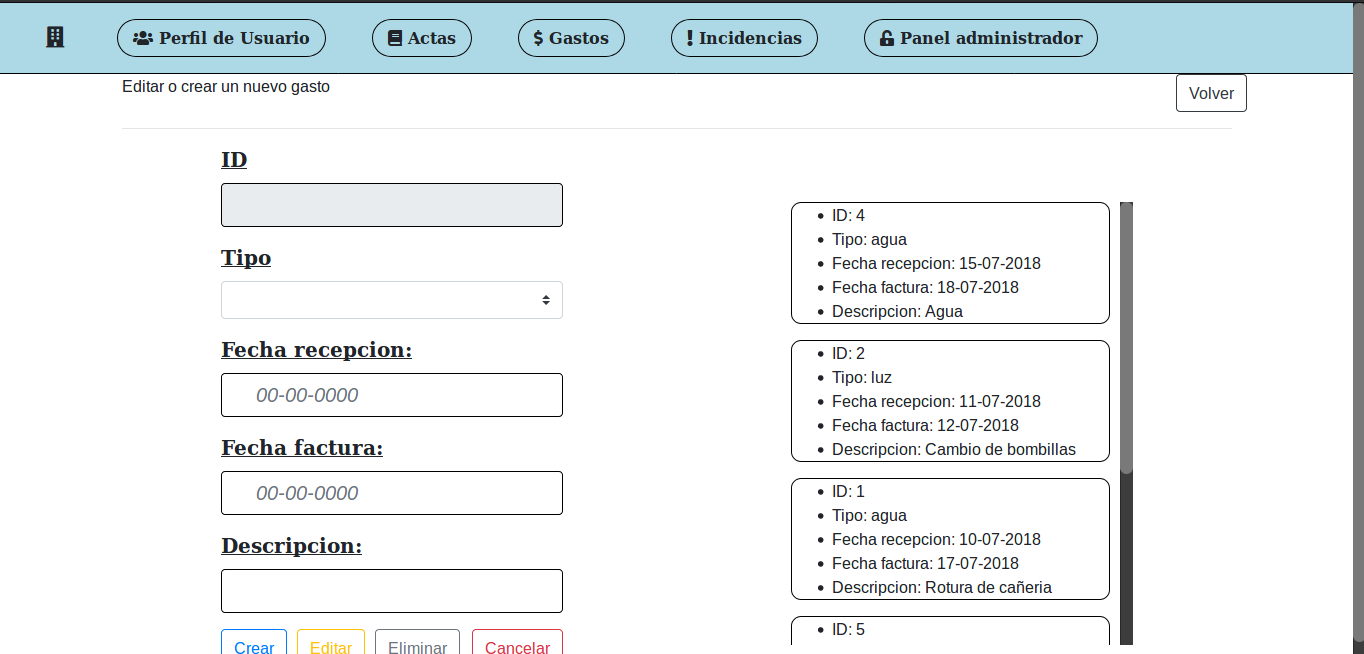 Perfil de Usuario
Actas
$ Gastos
! Incidencias
Panel administrador
Editar o crear un nuevo gasto
Volver
ID
Tipo
Fecha recepcion:
00-00-0000
Fecha factura:
00-00-0000
Descripcion:
Crear
Editar
Eliminar
Cancelar
ID: 4
Tipo: agua
Fecha recepcion: 15-07-2018
Fecha factura: 18-07-2018
Descripcion: Agua
ID: 2
Tipo: luz
Fecha recepcion: 11-07-2018
Fecha factura: 12-07-2018
Descripcion: Cambio de bombillas
ID: 1
Tipo: agua
Fecha recepcion: 10-07-2018
Fecha factura: 17-07-2018
Descripcion: Rotura de cañeria
ID: 5